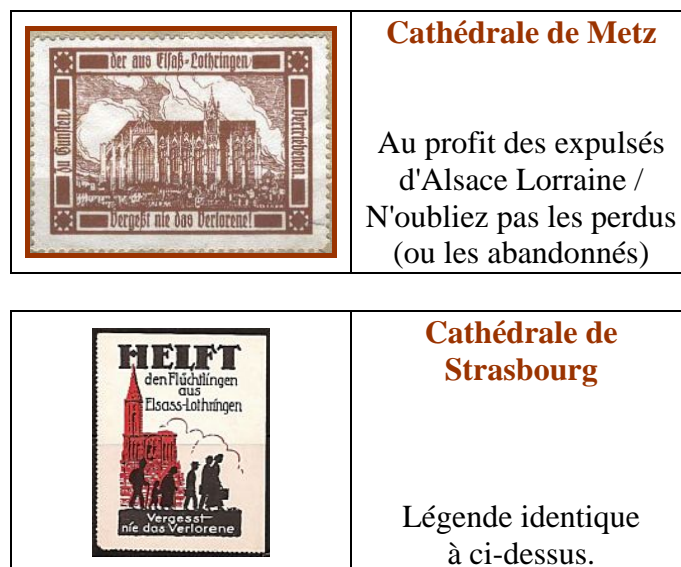 der aus Elsaß-Lothringen
zu Gunsten
Vertriebenen
Vergeßt nie das Verlorene!
Cathédrale de Metz
Au profit des expulsés
d'Alsace Lorraine /
N'oubliez pas les perdus
(ou les abandonnés)
HELFT
den Flüchtlingen
aus
Elsass-Lothringen
Vergesst
nie das Verlorene
Cathédrale de
Strasbourg
Légende identique
à ci-dessus.